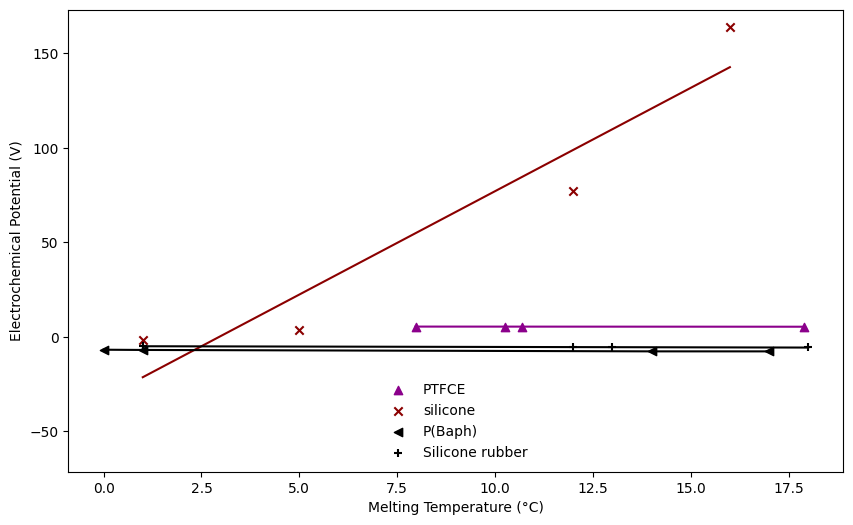 150
100
50
0
−50
Electrochemical Potential (V)
PTFCE
silicone
P(Baph)
Silicone rubber
0.0 2.5 5.0 7.5 10.0 12.5 15.0 17.5
Melting Temperature (°C)